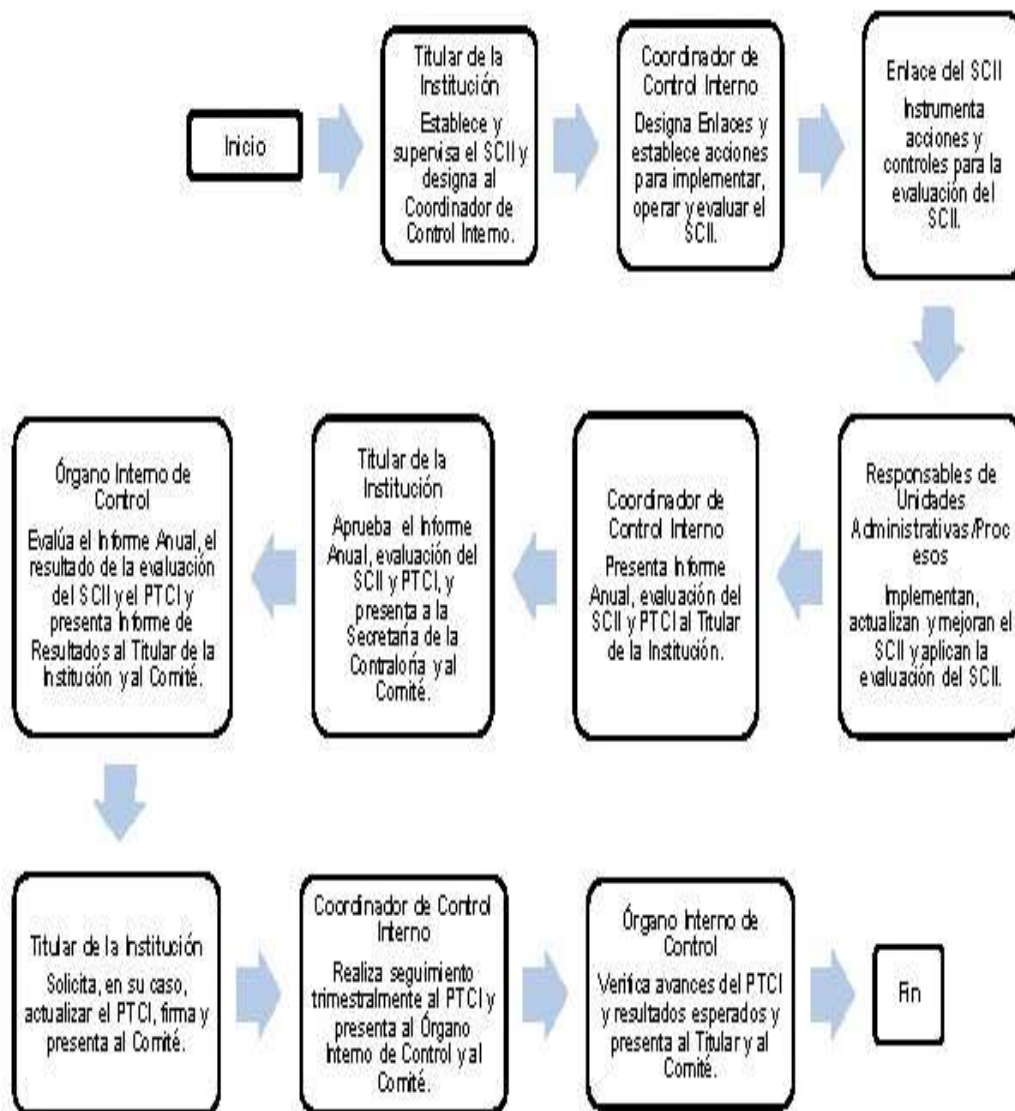 Inicio
Titular de la
Institución
Establece y
supervisa el SCII y
designa al
Coordinador de
Control Interno.
Coordinador de
Control Interno
Designa Enlaces y
establece acciones
para implementar,
operar y evaluar el
SCII.
Enlace del SCII
Instrumenta
acciones y
controles para la
evaluación del
SCII.
Responsables de
Unidades
Administrativas/Proc
esos
Implementan,
actualizan y mejoran el
SCII y aplican la
evaluación del SCII.
Coordinador de
Control Interno
Presenta Informe
Anual, evaluación del
SCII y PTCI al Titular
de la Institución.
Titular de la
Institución
Aprueba el Informe
Anual, evaluación del
SCII y PTCI, y
presenta a la
Secretaría de la
Contraloría y al
Comité.
Órgano Interno de
Control
Evalúa el Informe Anual, el
resultado de la evaluación
del SCII y el PTCI y
presenta Informe de
Resultados al Titular de la
Institución y al Comité.
Titular de la Institución
Solicita, en su caso,
actualizar el PTCI, firma y
presenta al Comité.
Coordinador de Control
Interno
Realiza seguimiento
trimestralmente al PTCI y
presenta al Órgano
Interno de Control y al
Comité.
Órgano Interno de
Control
Verifica avances del PTCI
y resultados esperados y
presenta al Titular y al
Comité.
Fin